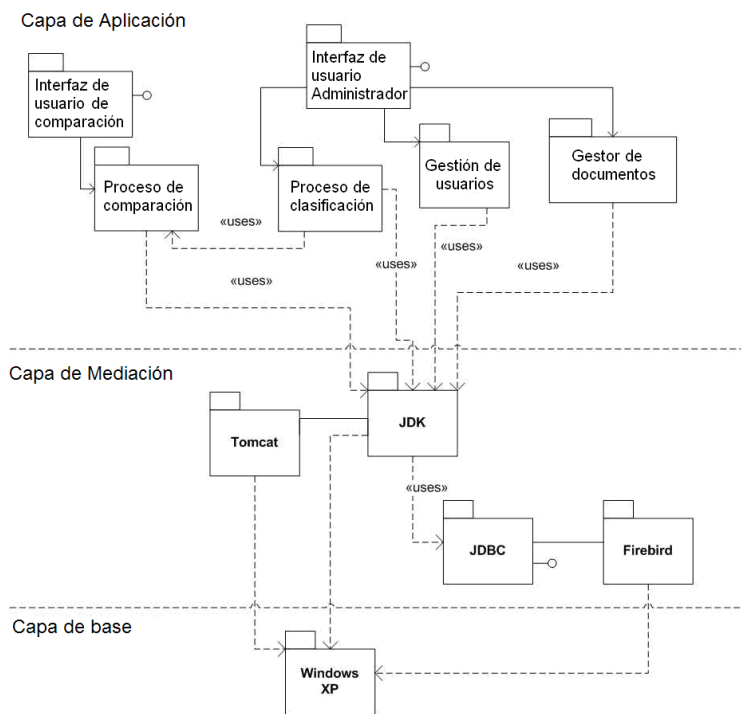 Capa de Aplicación
Interfaz de
usuario de
comparación
Interfaz de
usuario
Administrador
Proceso de
comparación
Proceso de
clasificación
Gestión de
usuarios
Gestor de
documentos
«uses»
«uses»
«uses»
«uses»
«uses»
Capa de Mediación
Tomcat
JDK
«uses»
JDBC
Firebird
Capa de base
Windows
XP